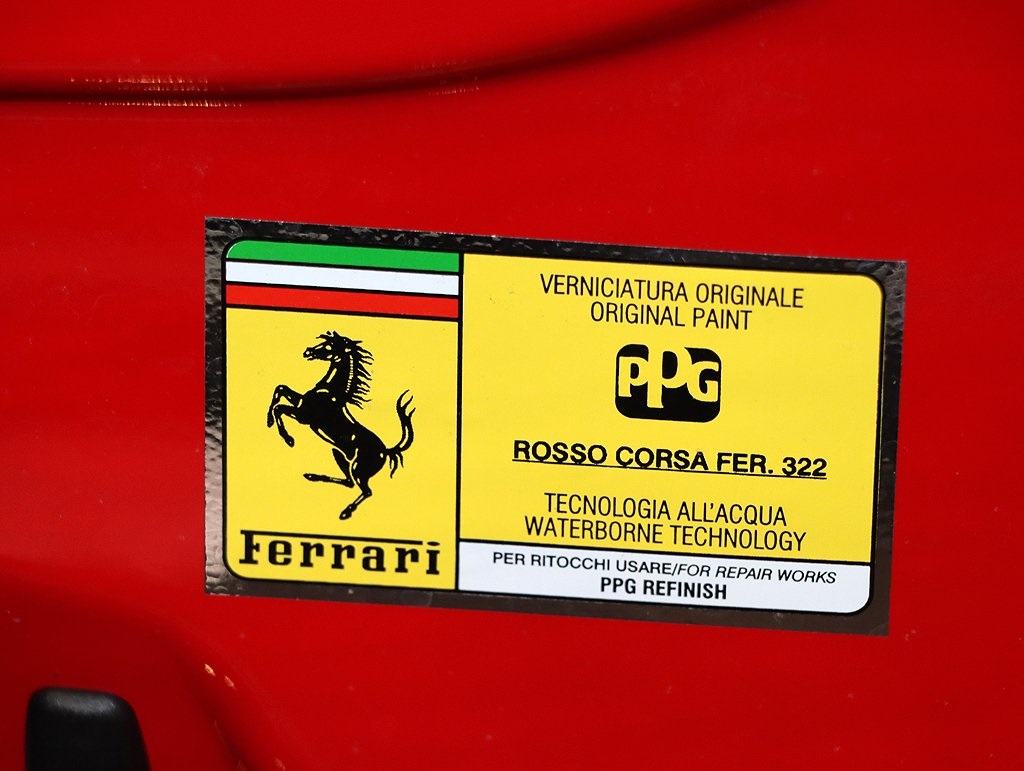 Ferrari
VERNICIATURA ORIGINALE
ORIGINAL PAINT
PPG
ROSSO CORSA FER. 322
TECNOLOGIA ALL'ACQUA
WATERBORNE TECHNOLOGY
PER RITOCCHI USARE/FOR REPAIR WORKS
PPG REFINISH